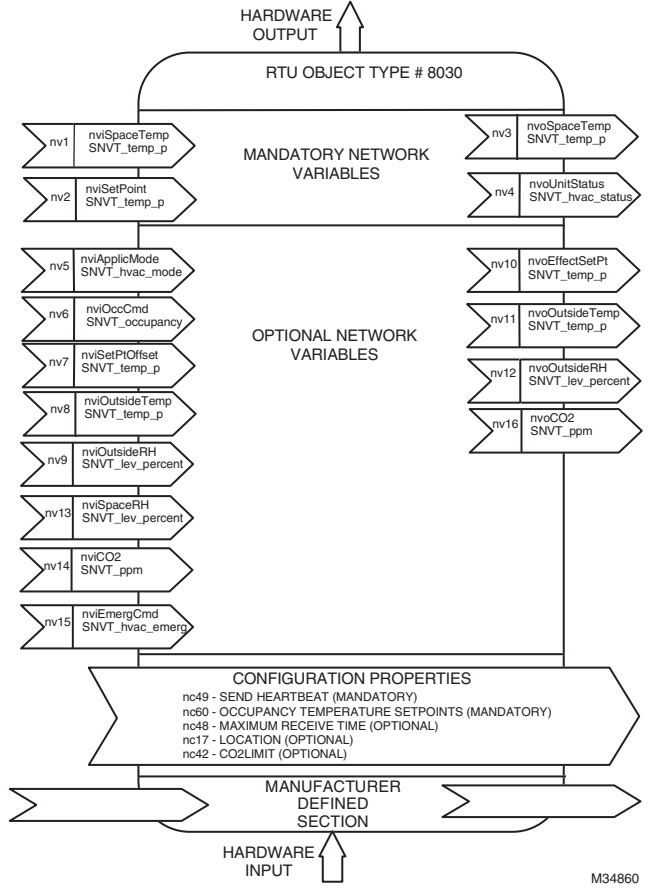 HARDWARE
OUTPUT
RTU OBJECT TYPE # 8030
nv1
nviSpaceTemp
SNVT_temp_p
nv2
nviSetPoint
SNVT_temp_p
MANDATORY NETWORK
VARIABLES
nv3
nvoSpaceTemp
SNVT_temp_p
nv4
nvoUnitStatus
SNVT_hvac_status
nv5
nviApplicMode
SNVT_hvac_mode
nv6
nviOccCmd
SNVT_occupancy
nv7
nviSetPtOffset
SNVT_temp_p
nv8
nviOutsideTemp
SNVT_temp_p
nv9
nviOutsideRH
SNVT_lev_percent
nv13
nviSpaceRH
SNVT_lev_percent
nv14
nviCO2
SNVT_ppm
nv15
nviEmergCmd
SNVT_hvac_emerg
OPTIONAL NETWORK
VARIABLES
nv10
nvoEffectSetPt
SNVT_temp_p
nv11
nvoOutsideTemp
SNVT_temp_p
nv12
nvoOutsideRH
SNVT_lev_percent
nv16
nvoCO2
SNVT_ppm
CONFIGURATION PROPERTIES
nc49 - SEND HEARTBEAT (MANDATORY)
nc60 - OCCUPANCY TEMPERATURE SETPOINTS (MANDATORY)
nc48 - MAXIMUM RECEIVE TIME (OPTIONAL)
nc17 - LOCATION (OPTIONAL)
nc42 - CO2LIMIT (OPTIONAL)
MANUFACTURER
DEFINED
SECTION
HARDWARE
INPUT
M34860